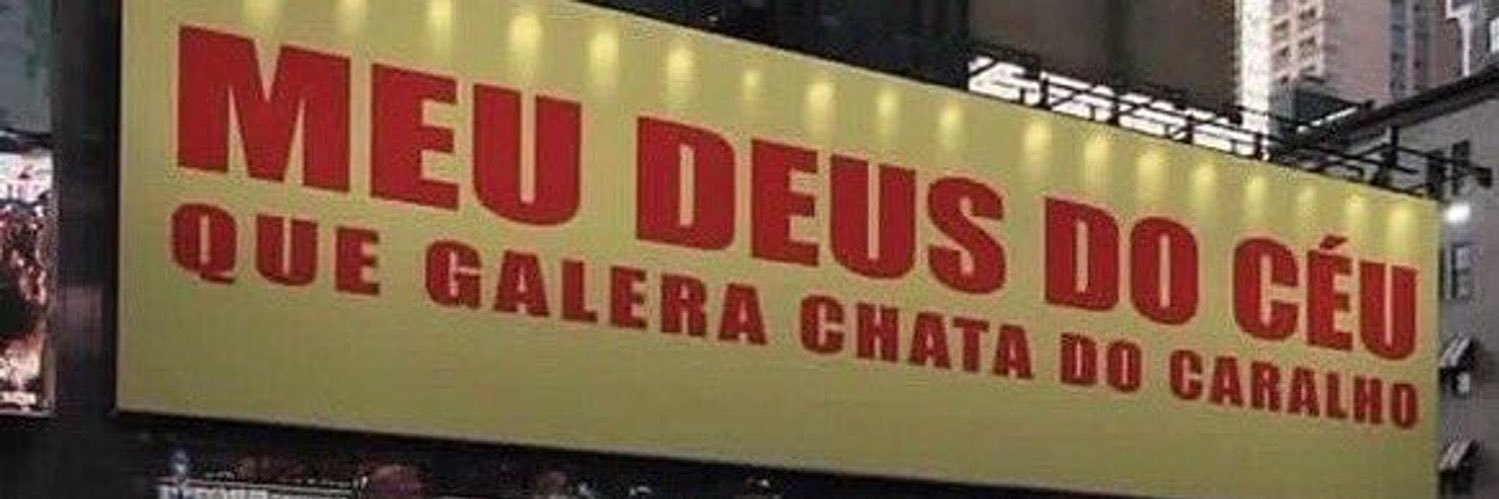 MEU DEUS DO CÉU
QUE GALERA CHATA DO CARALHO